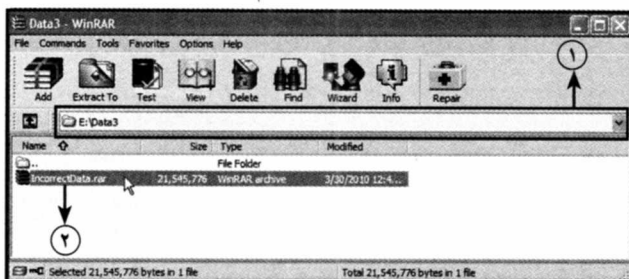 Data3 - WinRAR
File Commands Tools Favorites Options Help
Add Extract To Test View Delete Find Wizard Info Repair
١
E:\Data3
Name Size Type Modified
.. File Folder
IncorrectData.rar 21,545,776 WinRAR archive 3/30/2010 12:4...
٢
Selected 21,545,776 bytes in 1 file Total 21,545,776 bytes in 1 file